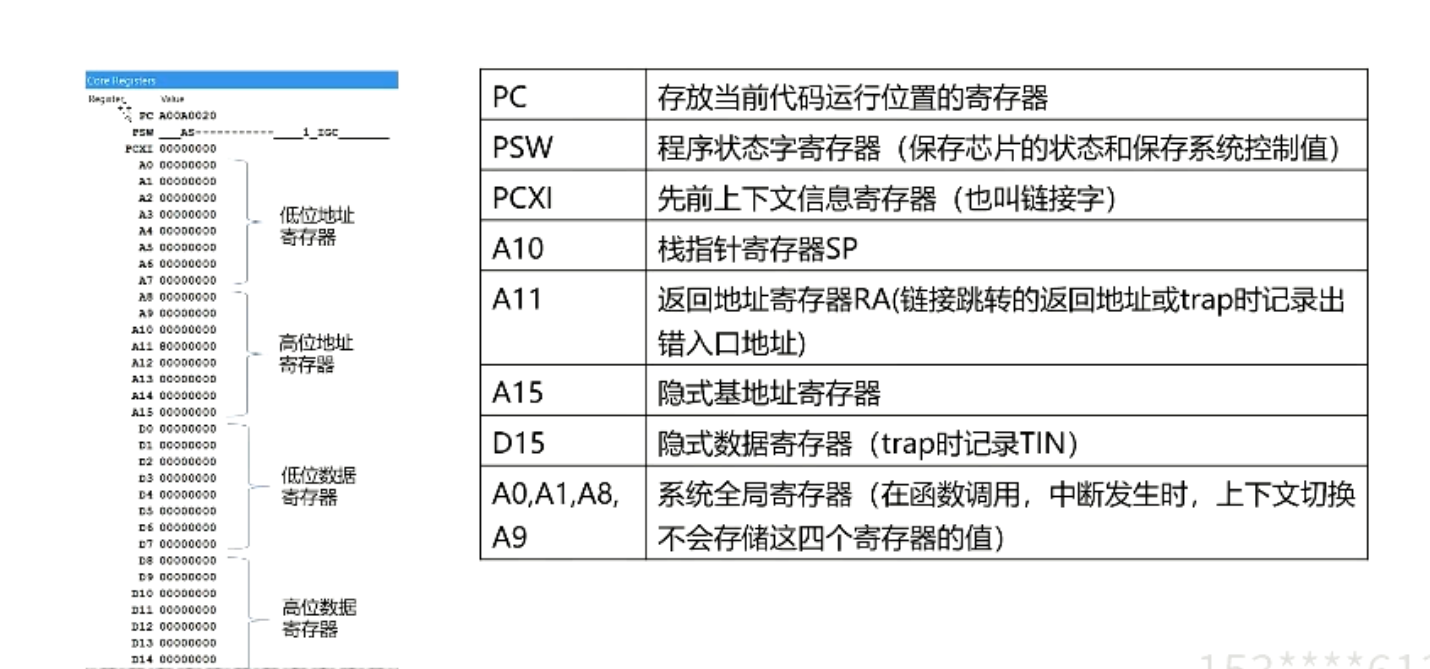 Core Registers
Register Value
PC A00A0020
PSW ___AS-----------____1_IGC_______
PCXI 00000000
A0 00000000
A1 00000000
A2 00000000
A3 00000000
A4 00000000
A5 00000000
A6 00000000
A7 00000000
低位地址
寄存器
A8 00000000
A9 00000000
A10 00000000
A11 80000000
A12 00000000
A13 00000000
A14 00000000
A15 00000000
高位地址
寄存器
D0 00000000
D1 00000000
D2 00000000
D3 00000000
D4 00000000
D5 00000000
D6 00000000
D7 00000000
低位数据
寄存器
D8 00000000
D9 00000000
D10 00000000
D11 00000000
D12 00000000
D13 00000000
D14 00000000
高位数据
寄存器
PC 存放当前代码运行位置的寄存器
PSW 程序状态字寄存器（保存芯片的状态和保存系统控制值）
PCXI 先前上下文信息寄存器（也叫链接字）
A10 栈指针寄存器SP
A11 返回地址寄存器RA(链接跳转的返回地址或trap时记录出
错入口地址)
A15 隐式基地址寄存器
D15 隐式数据寄存器（trap时记录TIN）
A0,A1,A8, 系统全局寄存器（在函数调用，中断发生时，上下文切换
A9 不会存储这四个寄存器的值）